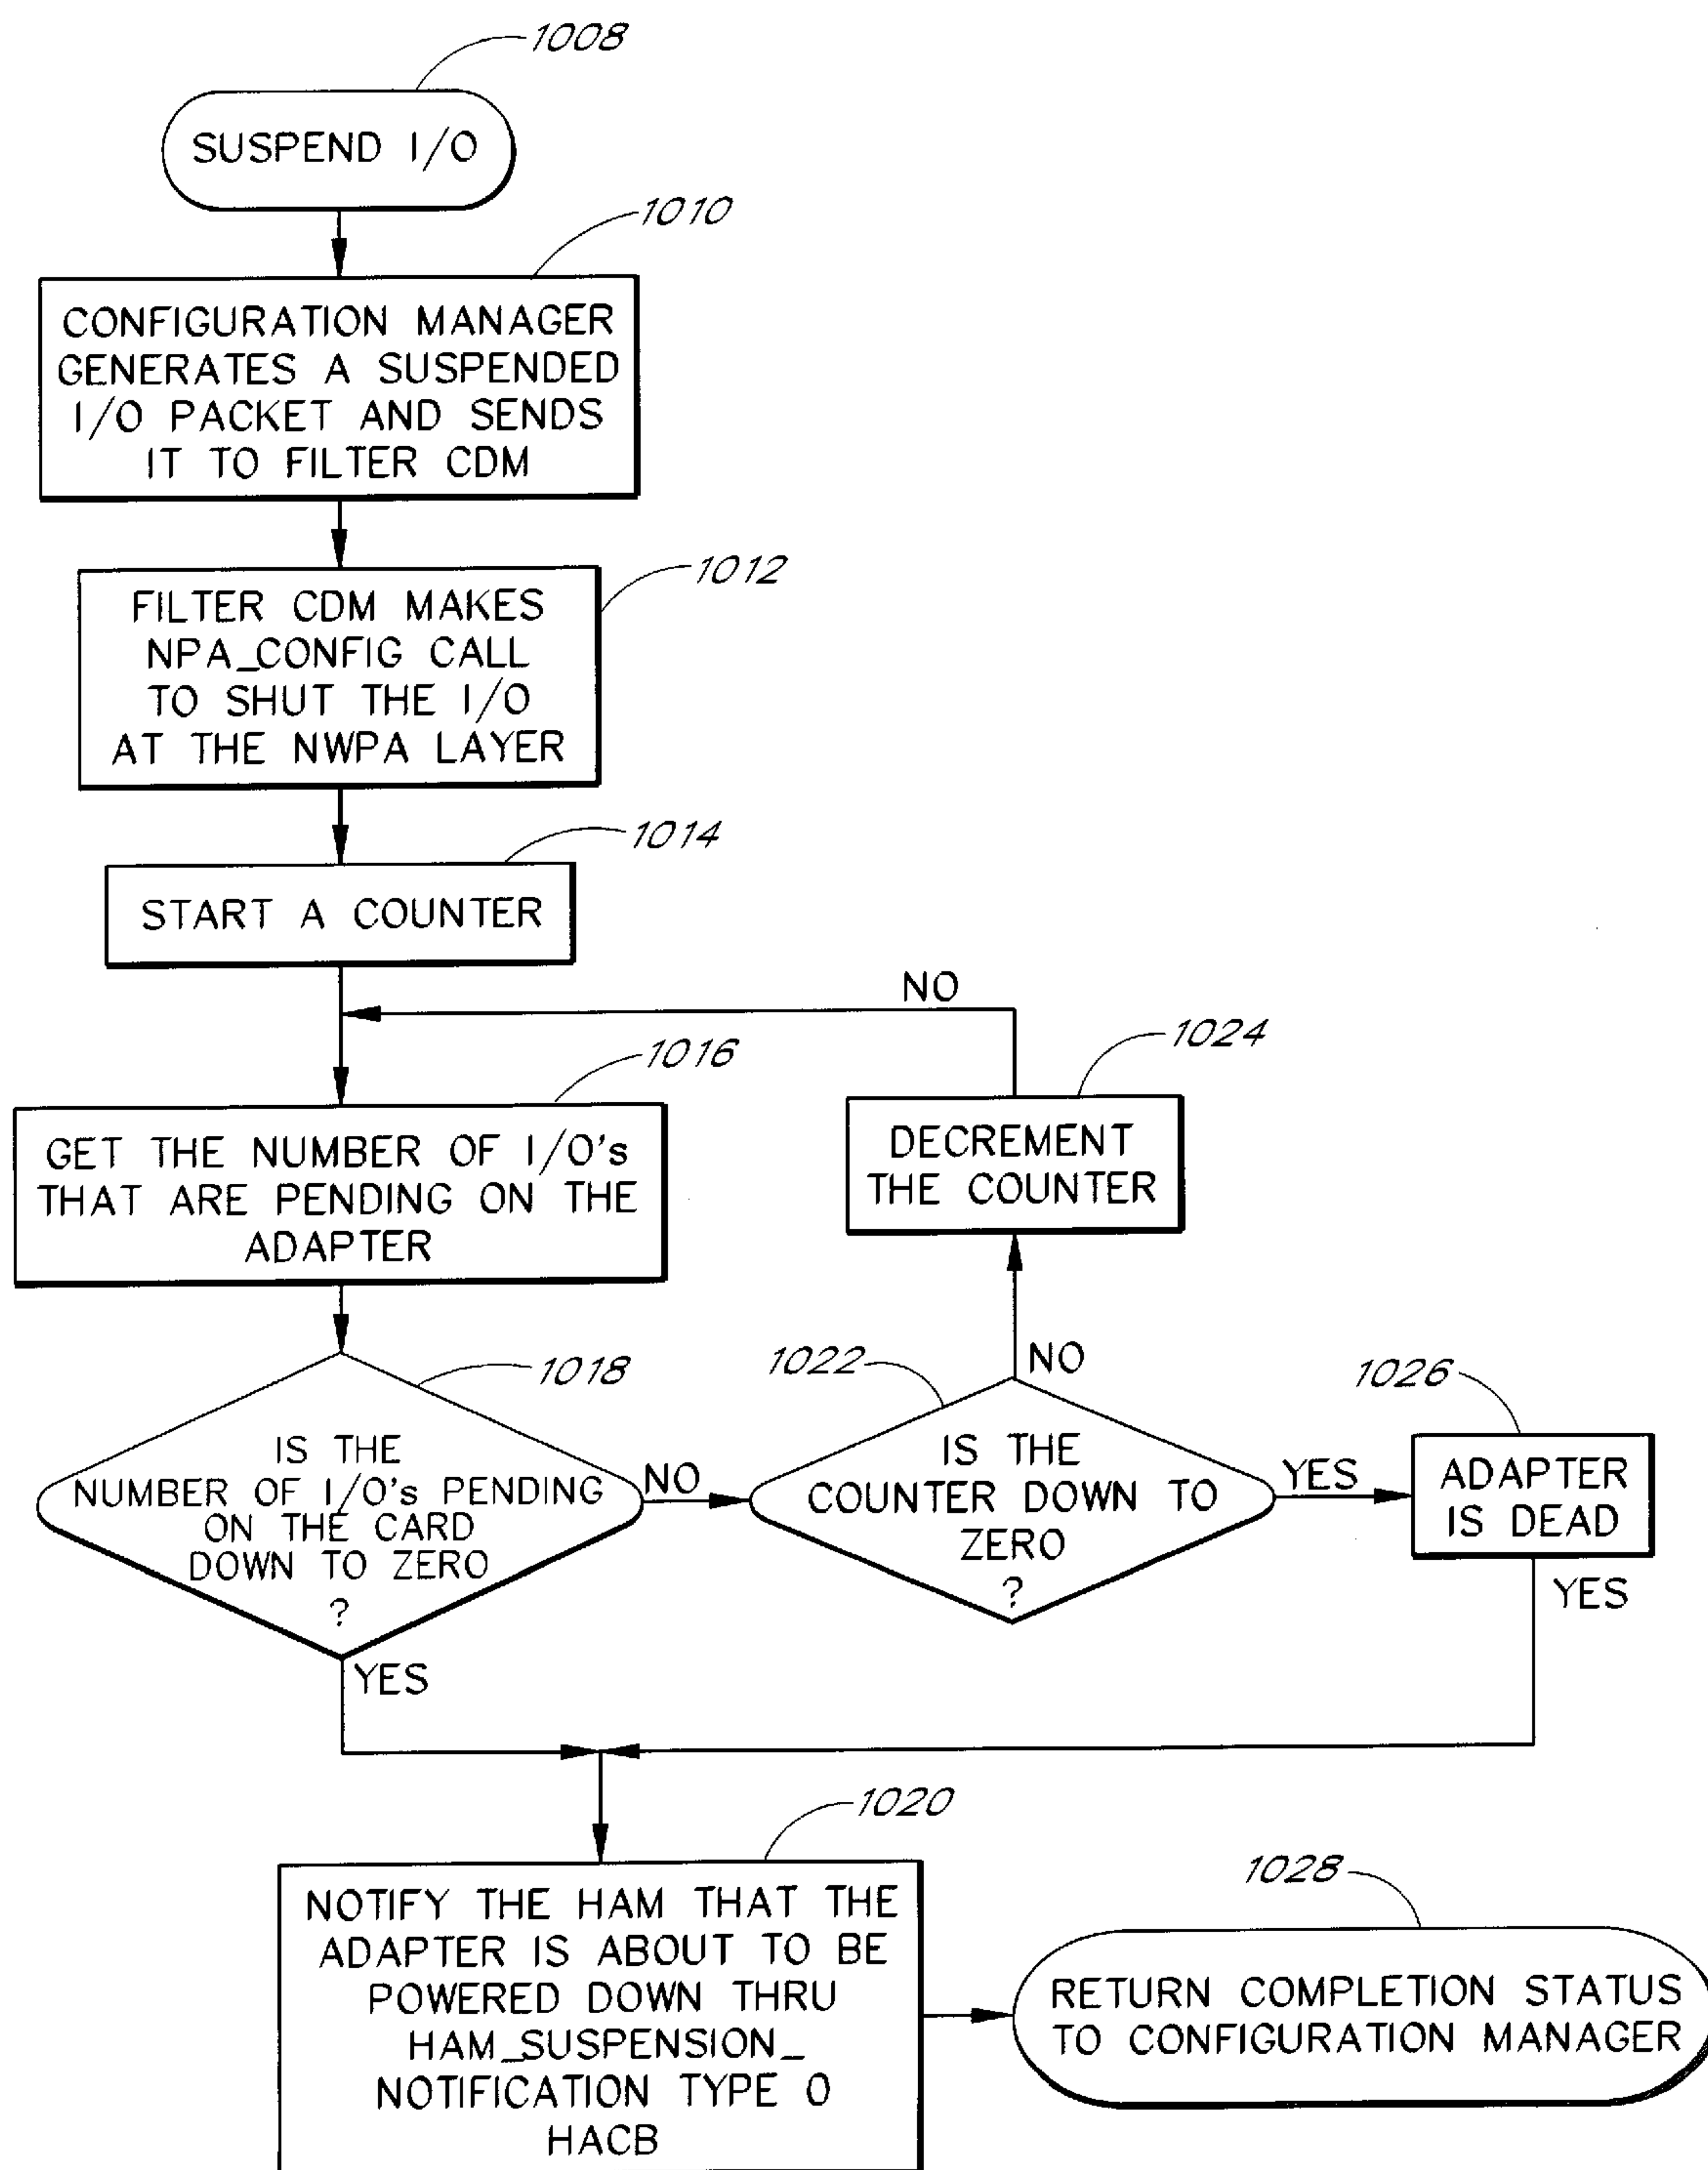 1008
SUSPEND I/O
1010
CONFIGURATION MANAGER
GENERATES A SUSPENDED
I/O PACKET AND SENDS
IT TO FILTER CDM
1012
FILTER CDM MAKES
NPA_CONFIG CALL
TO SHUT THE I/O
AT THE NWPA LAYER
1014
START A COUNTER
NO
1016
GET THE NUMBER OF I/O's
THAT ARE PENDING ON THE
ADAPTER
1024
DECREMENT
THE COUNTER
1018
IS THE
NUMBER OF I/O's PENDING
ON THE CARD
DOWN TO ZERO
?
NO
YES
1022
NO
IS THE
COUNTER DOWN TO
ZERO
?
YES
1026
ADAPTER
IS DEAD
YES
1020
NOTIFY THE HAM THAT THE
ADAPTER IS ABOUT TO BE
POWERED DOWN THRU
HAM_SUSPENSION_
NOTIFICATION TYPE 0
HACB
1028
RETURN COMPLETION STATUS
TO CONFIGURATION MANAGER